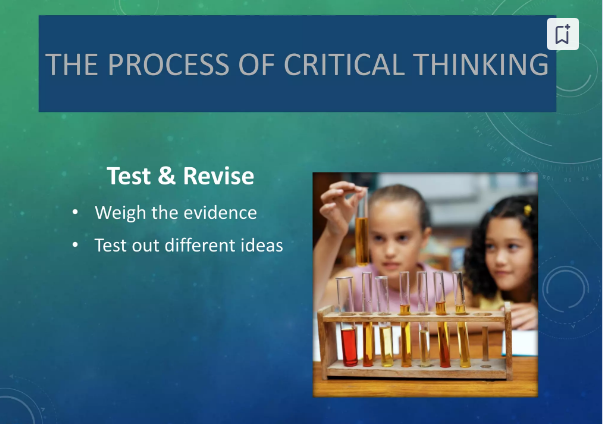 THE PROCESS OF CRITICAL THINKING
Test & Revise
• Weigh the evidence
• Test out different ideas